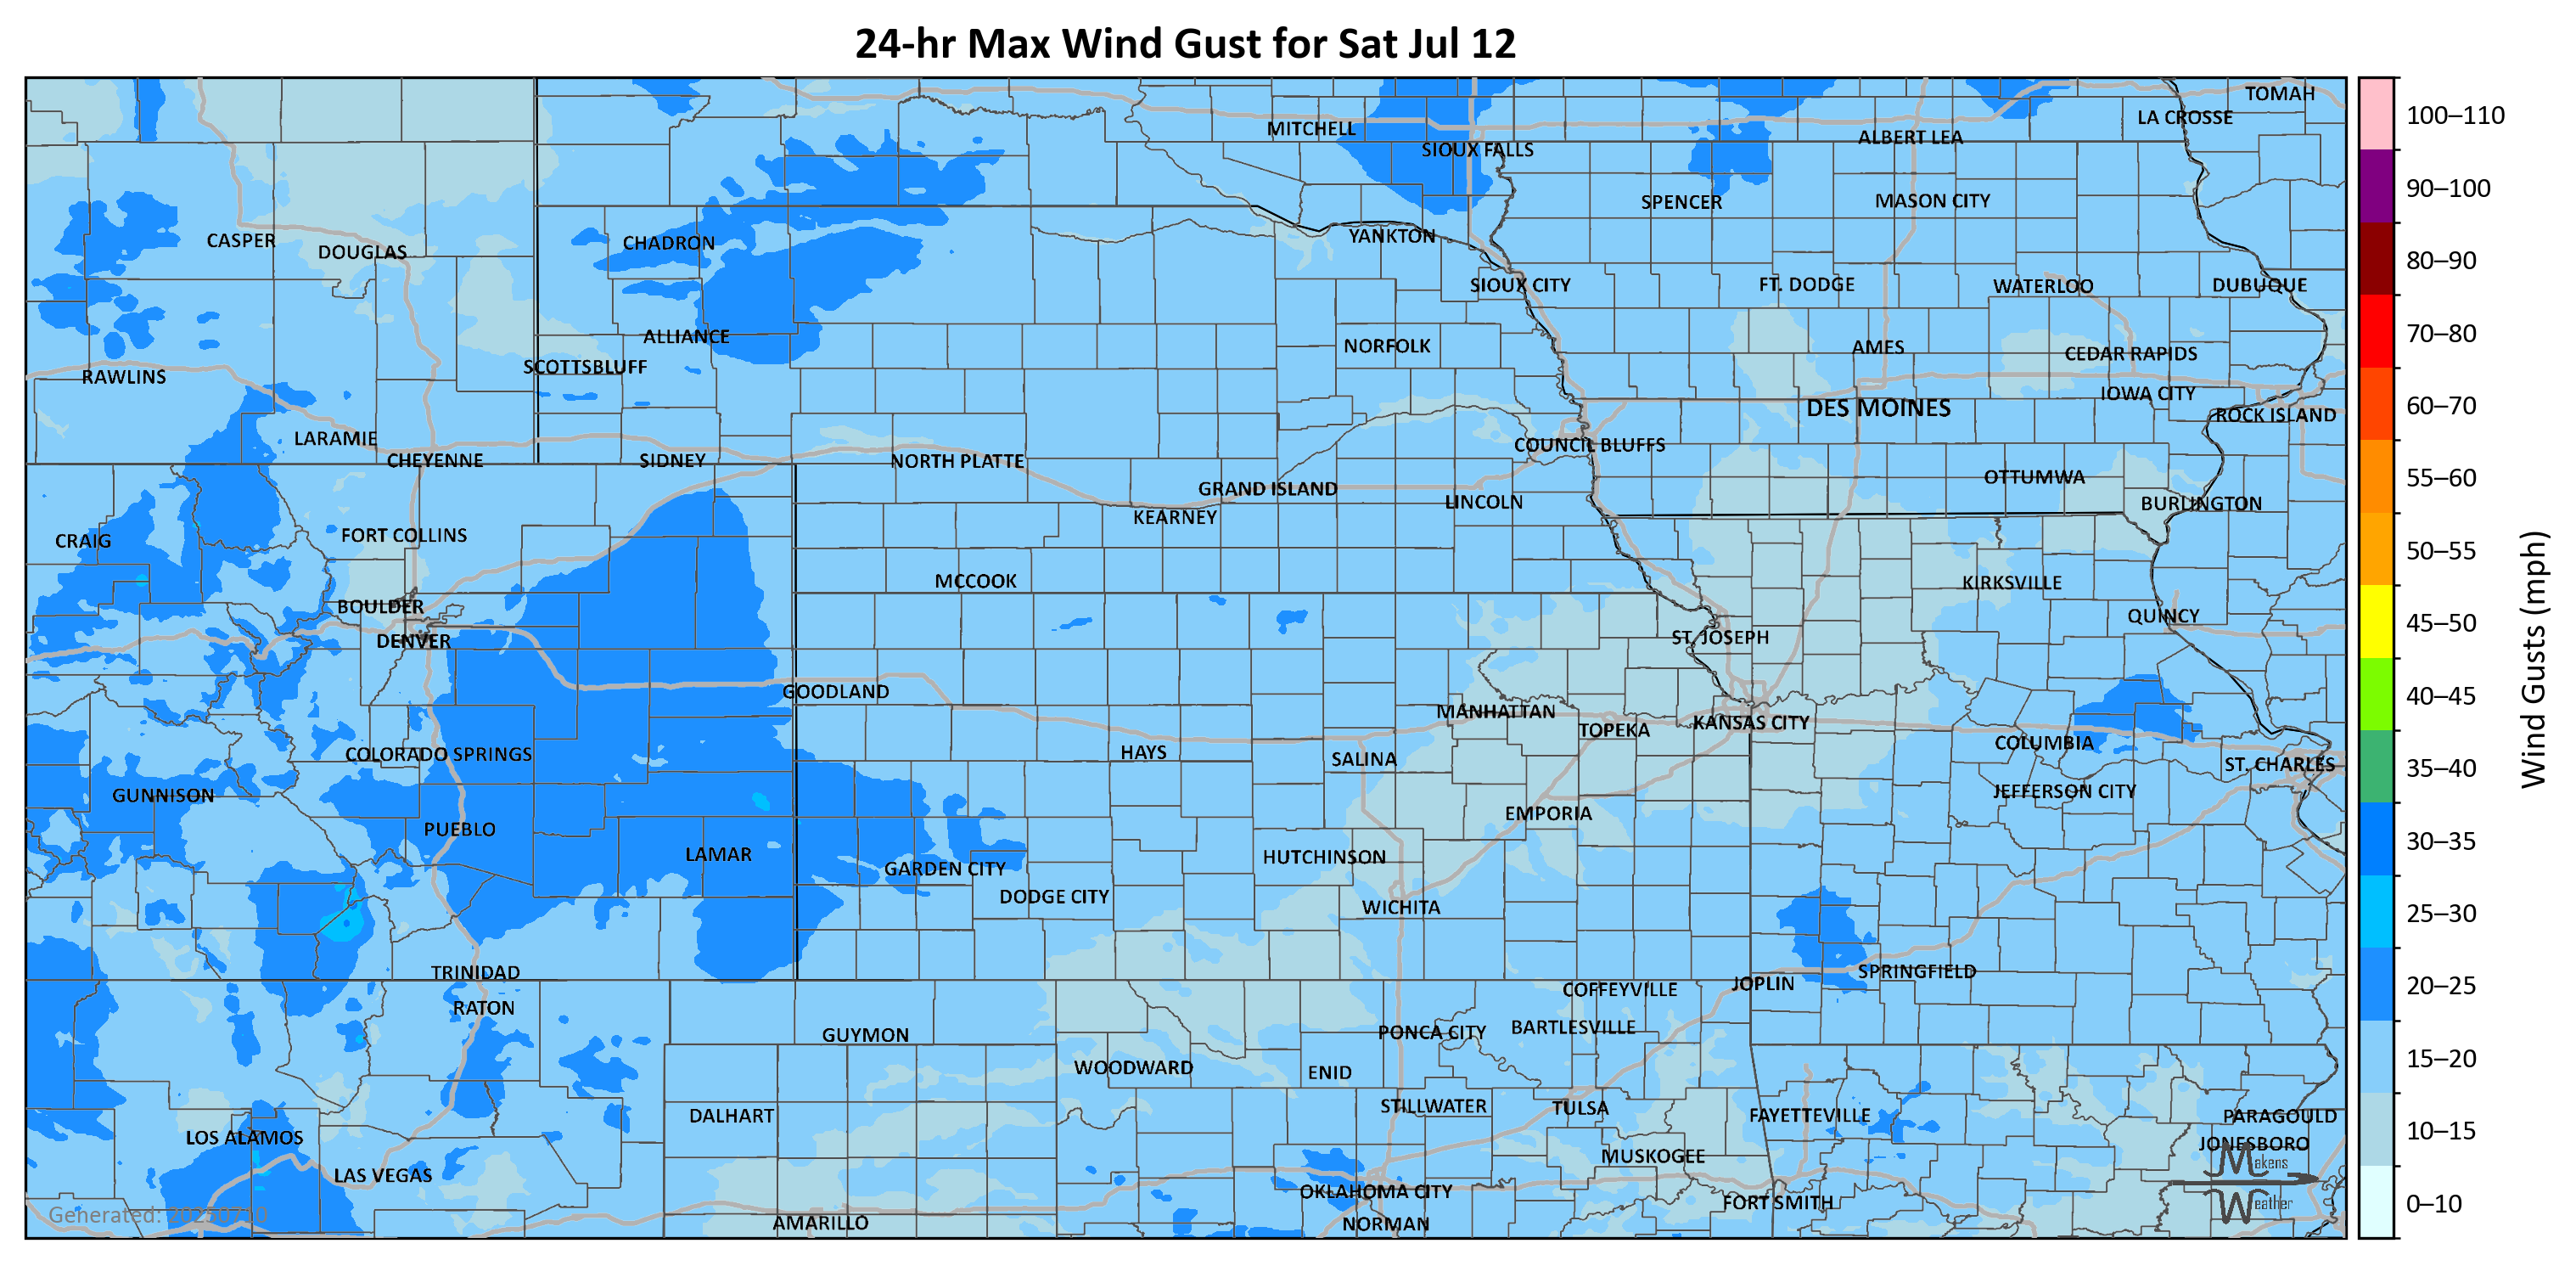 24-hr Max Wind Gust for Sat Jul 12
TOMAH
LA CROSSE
MITCHELL
ALBERT LEA
SIOUX FALLS
SPENCER
MASON CITY
CASPER
CHADRON
YANKTON
DOUGLAS
SIOUX CITY
FT. DODGE
WATERLOO
DUBUQUE
ALLIANCE
NORFOLK
AMES
CEDAR RAPIDS
SCOTTSBLUFF
RAWLINS
IOWA CITY
DES MOINES
ROCK ISLAND
LARAMIE
COUNCIL BLUFFS
CHEYENNE
SIDNEY
NORTH PLATTE
OTTUMWA
GRAND ISLAND
LINCOLN
BURLINGTON
KEARNEY
CRAIG
FORT COLLINS
MCCOOK
KIRKSVILLE
BOULDER
QUINCY
DENVER
ST. JOSEPH
GOODLAND
MANHATTAN
TOPEKA
KANSAS CITY
COLUMBIA
COLORADO SPRINGS
HAYS
SALINA
ST. CHARLES
GUNNISON
JEFFERSON CITY
EMPORIA
PUEBLO
LAMAR
HUTCHINSON
GARDEN CITY
DODGE CITY
WICHITA
TRINIDAD
SPRINGFIELD
JOPLIN
COFFEYVILLE
RATON
GUYMON
PONCA CITY
BARTLESVILLE
WOODWARD
ENID
STILLWATER
TULSA
DALHART
FAYETTEVILLE
PARAGOULD
LOS ALAMOS
JONESBORO
MUSKOGEE
LAS VEGAS
OKLAHOMA CITY
FORT SMITH
AMARILLO
NORMAN
Makens
Weather
Generated: 20250710
100–110
90–100
80–90
70–80
60–70
55–60
50–55
45–50
40–45
35–40
30–35
25–30
20–25
15–20
10–15
0–10
Wind Gusts (mph)